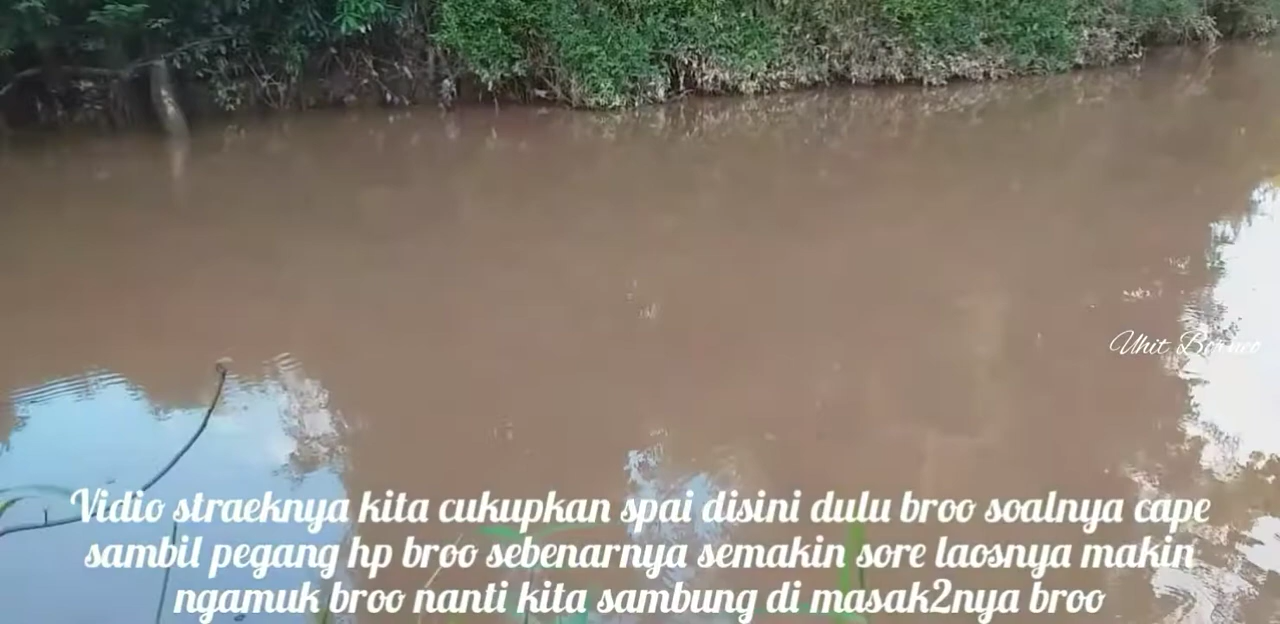 Uhit Borneo
Vidio straeknya kita cukupkan spai disini dulu broo soalnya cape
sambil pegang hp broo sebenarnya semakin sore laosnya makin
ngamuk broo nanti kita sambung di masak2nya broo